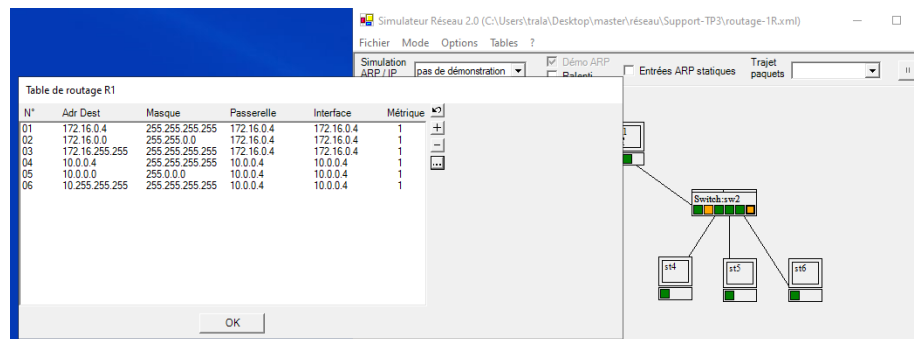 Simulateur Réseau 2.0 (C:\Users\trala\Desktop\master\réseau\Support-TP3\routage-1R.xml)
Fichier Mode Options Tables ?
Simulation ARP / IP pas de démonstration Démo ARP Ralenti Entrées ARP statiques Trajet paquets
Table de routage R1
N° Adr Dest Masque Passerelle Interface Métrique
01 172.16.0.4 255.255.255.255 172.16.0.4 172.16.0.4 1
02 172.16.0.0 255.255.0.0 172.16.0.4 172.16.0.4 1
03 172.16.255.255 255.255.255.255 172.16.0.4 172.16.0.4 1
04 10.0.0.4 255.255.255.255 10.0.0.4 10.0.0.4 1
05 10.0.0.0 255.0.0.0 10.0.0.4 10.0.0.4 1
06 10.255.255.255 255.255.255.255 10.0.0.4 10.0.0.4 1
...
OK
Switch:sw2
st4 st5 st6